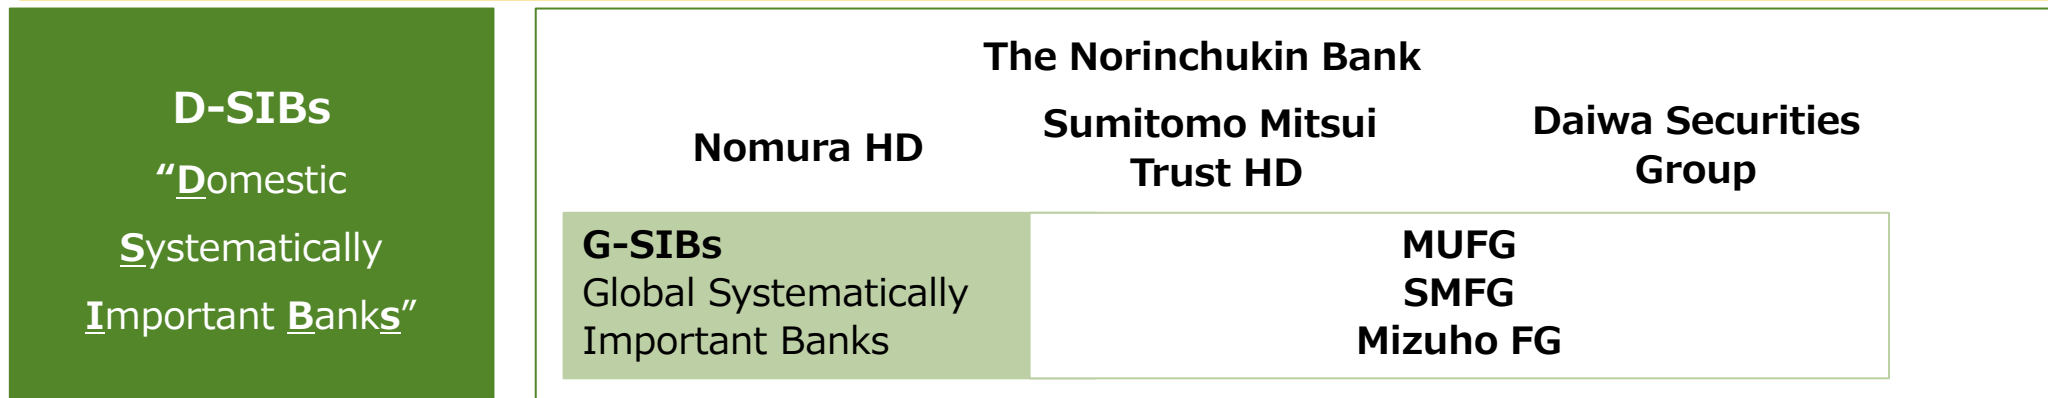 D-SIBs
“Domestic
Systematically
Important Banks”
The Norinchukin Bank
Nomura HD
Sumitomo Mitsui
Trust HD
Daiwa Securities
Group
G-SIBs
Global Systematically
Important Banks
MUFG
SMFG
Mizuho FG